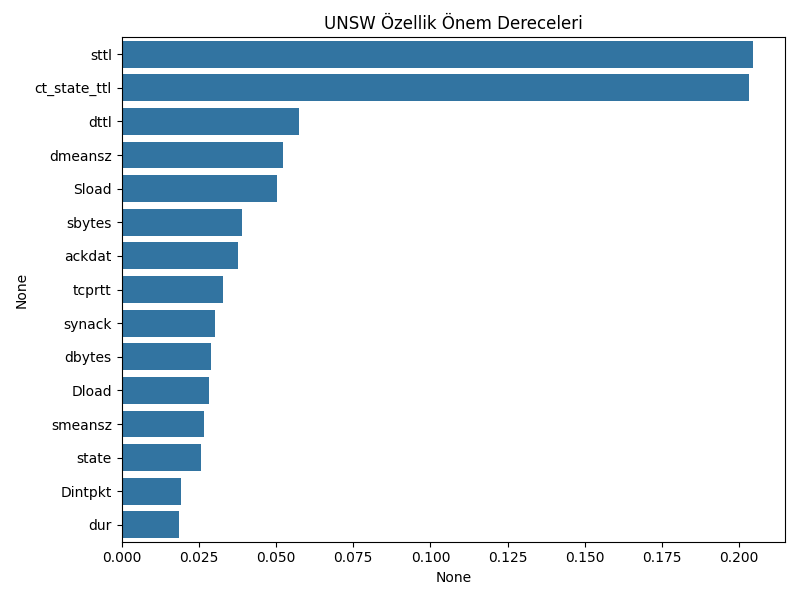 UNSW Özellik Önem Dereceleri
sttl
ct_state_ttl
dttl
dmeansz
Sload
sbytes
ackdat
tcprtt
synack
dbytes
Dload
smeansz
state
Dintpkt
dur
None
0.000 0.025 0.050 0.075 0.100 0.125 0.150 0.175 0.200
None